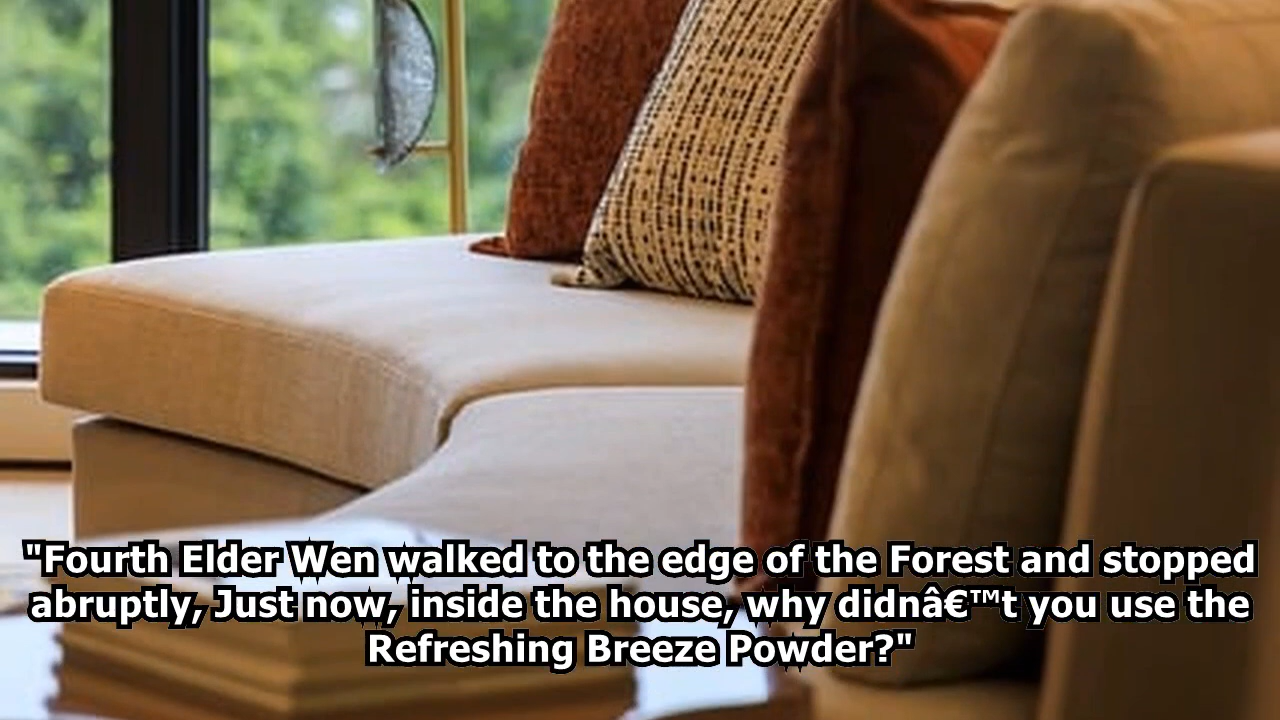 "Fourth Elder Wen walked to the edge of the Forest and stopped
abruptly, Just now, inside the house, why didnâ€™t you use the
Refreshing Breeze Powder?"